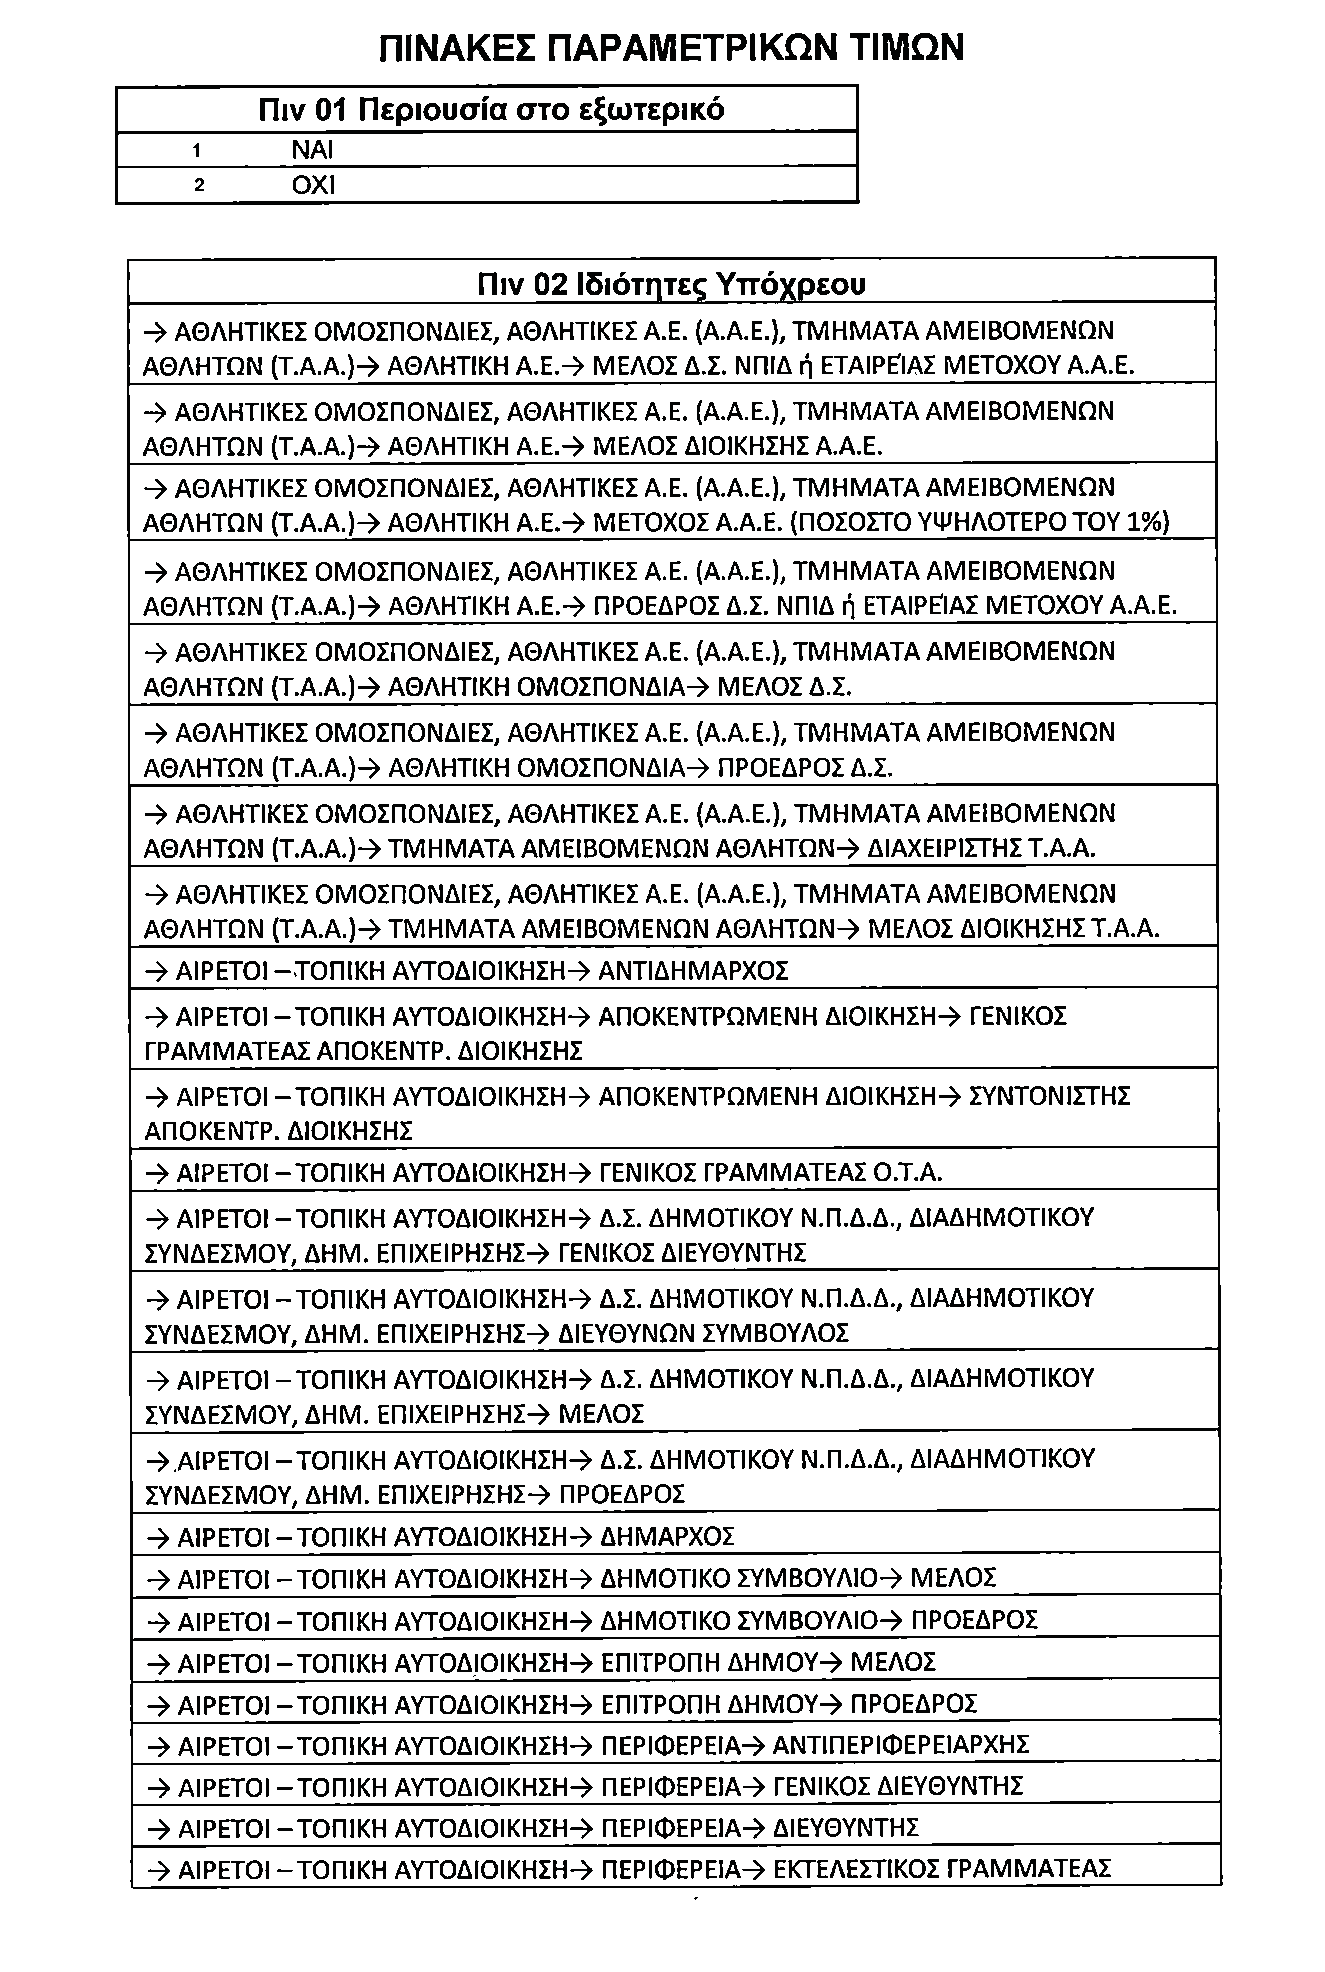 ΠΙΝΑΚΕΣ ΠΑΡΑΜΕΤΡΙΚΩΝ ΤΙΜΩΝ
Πιν 01 Περιουσία στο εξωτερικό
1 ΝΑΙ
2 ΟΧΙ
Πιν 02 Ιδιότητες Υπόχρεου
→ ΑΘΛΗΤΙΚΕΣ ΟΜΟΣΠΟΝΔΙΕΣ, ΑΘΛΗΤΙΚΕΣ Α.Ε. (Α.Α.Ε.), ΤΜΗΜΑΤΑ ΑΜΕΙΒΟΜΕΝΩΝ
ΑΘΛΗΤΩΝ (Τ.Α.Α.)→ ΑΘΛΗΤΙΚΗ Α.Ε.→ ΜΕΛΟΣ Δ.Σ. ΝΠΙΔ ή ΕΤΑΙΡΕΊΑΣ ΜΕΤΟΧΟΥ Α.Α.Ε.
→ ΑΘΛΗΤΙΚΕΣ ΟΜΟΣΠΟΝΔΙΕΣ, ΑΘΛΗΤΙΚΕΣ Α.Ε. (Α.Α.Ε.), ΤΜΗΜΑΤΑ ΑΜΕΙΒΟΜΕΝΩΝ
ΑΘΛΗΤΩΝ (Τ.Α.Α.)→ ΑΘΛΗΤΙΚΗ Α.Ε.→ ΜΕΛΟΣ ΔΙΟΙΚΗΣΗΣ Α.Α.Ε.
→ ΑΘΛΗΤΙΚΕΣ ΟΜΟΣΠΟΝΔΙΕΣ, ΑΘΛΗΤΙΚΕΣ Α.Ε. (Α.Α.Ε.), ΤΜΗΜΑΤΑ ΑΜΕΙΒΟΜΕΝΩΝ
ΑΘΛΗΤΩΝ (Τ.Α.Α.)→ ΑΘΛΗΤΙΚΗ Α.Ε.→ ΜΕΤΟΧΟΣ Α.Α.Ε. (ΠΟΣΟΣΤΟ ΥΨΗΛΟΤΕΡΟ ΤΟΥ 1%)
→ ΑΘΛΗΤΙΚΕΣ ΟΜΟΣΠΟΝΔΙΕΣ, ΑΘΛΗΤΙΚΕΣ Α.Ε. (Α.Α.Ε.), ΤΜΗΜΑΤΑ ΑΜΕΙΒΟΜΕΝΩΝ
ΑΘΛΗΤΩΝ (Τ.Α.Α.)→ ΑΘΛΗΤΙΚΗ Α.Ε.→ ΠΡΟΕΔΡΟΣ Δ.Σ. ΝΠΙΔ ή ΕΤΑΙΡΕΊΑΣ ΜΕΤΟΧΟΥ Α.Α.Ε.
→ ΑΘΛΗΤΙΚΕΣ ΟΜΟΣΠΟΝΔΙΕΣ, ΑΘΛΗΤΙΚΕΣ Α.Ε. (Α.Α.Ε.), ΤΜΗΜΑΤΑ ΑΜΕΙΒΟΜΕΝΩΝ
ΑΘΛΗΤΩΝ (Τ.Α.Α.)→ ΑΘΛΗΤΙΚΗ ΟΜΟΣΠΟΝΔΙΑ→ ΜΕΛΟΣ Δ.Σ.
→ ΑΘΛΗΤΙΚΕΣ ΟΜΟΣΠΟΝΔΙΕΣ, ΑΘΛΗΤΙΚΕΣ Α.Ε. (Α.Α.Ε.), ΤΜΗΜΑΤΑ ΑΜΕΙΒΟΜΕΝΩΝ
ΑΘΛΗΤΩΝ (Τ.Α.Α.)→ ΑΘΛΗΤΙΚΗ ΟΜΟΣΠΟΝΔΙΑ→ ΠΡΟΕΔΡΟΣ Δ.Σ.
→ ΑΘΛΗΤΙΚΕΣ ΟΜΟΣΠΟΝΔΙΕΣ, ΑΘΛΗΤΙΚΕΣ Α.Ε. (Α.Α.Ε.), ΤΜΗΜΑΤΑ ΑΜΕΙΒΟΜΕΝΩΝ
ΑΘΛΗΤΩΝ (Τ.Α.Α.)→ ΤΜΗΜΑΤΑ ΑΜΕΙΒΟΜΕΝΩΝ ΑΘΛΗΤΩΝ→ ΔΙΑΧΕΙΡΙΣΤΗΣ Τ.Α.Α.
→ ΑΘΛΗΤΙΚΕΣ ΟΜΟΣΠΟΝΔΙΕΣ, ΑΘΛΗΤΙΚΕΣ Α.Ε. (Α.Α.Ε.), ΤΜΗΜΑΤΑ ΑΜΕΙΒΟΜΕΝΩΝ
ΑΘΛΗΤΩΝ (Τ.Α.Α.)→ ΤΜΗΜΑΤΑ ΑΜΕΙΒΟΜΕΝΩΝ ΑΘΛΗΤΩΝ→ ΜΕΛΟΣ ΔΙΟΙΚΗΣΗΣ Τ.Α.Α.
→ ΑΙΡΕΤΟΙ – ΤΟΠΙΚΗ ΑΥΤΟΔΙΟΙΚΗΣΗ→ ΑΝΤΙΔΗΜΑΡΧΟΣ
→ ΑΙΡΕΤΟΙ – ΤΟΠΙΚΗ ΑΥΤΟΔΙΟΙΚΗΣΗ→ ΑΠΟΚΕΝΤΡΩΜΕΝΗ ΔΙΟΙΚΗΣΗ→ ΓΕΝΙΚΟΣ
ΓΡΑΜΜΑΤΕΑΣ ΑΠΟΚΕΝΤΡ. ΔΙΟΙΚΗΣΗΣ
→ ΑΙΡΕΤΟΙ – ΤΟΠΙΚΗ ΑΥΤΟΔΙΟΙΚΗΣΗ→ ΑΠΟΚΕΝΤΡΩΜΕΝΗ ΔΙΟΙΚΗΣΗ→ ΣΥΝΤΟΝΙΣΤΗΣ
ΑΠΟΚΕΝΤΡ. ΔΙΟΙΚΗΣΗΣ
→ ΑΙΡΕΤΟΙ – ΤΟΠΙΚΗ ΑΥΤΟΔΙΟΙΚΗΣΗ→ ΓΕΝΙΚΟΣ ΓΡΑΜΜΑΤΕΑΣ Ο.Τ.Α.
→ ΑΙΡΕΤΟΙ – ΤΟΠΙΚΗ ΑΥΤΟΔΙΟΙΚΗΣΗ→ Δ.Σ. ΔΗΜΟΤΙΚΟΥ Ν.Π.Δ.Δ., ΔΙΑΔΗΜΟΤΙΚΟΥ
ΣΥΝΔΕΣΜΟΥ, ΔΗΜ. ΕΠΙΧΕΙΡΗΣΗΣ→ ΓΕΝΙΚΟΣ ΔΙΕΥΘΥΝΤΗΣ
→ ΑΙΡΕΤΟΙ – ΤΟΠΙΚΗ ΑΥΤΟΔΙΟΙΚΗΣΗ→ Δ.Σ. ΔΗΜΟΤΙΚΟΥ Ν.Π.Δ.Δ., ΔΙΑΔΗΜΟΤΙΚΟΥ
ΣΥΝΔΕΣΜΟΥ, ΔΗΜ. ΕΠΙΧΕΙΡΗΣΗΣ→ ΔΙΕΥΘΥΝΩΝ ΣΥΜΒΟΥΛΟΣ
→ ΑΙΡΕΤΟΙ – ΤΟΠΙΚΗ ΑΥΤΟΔΙΟΙΚΗΣΗ→ Δ.Σ. ΔΗΜΟΤΙΚΟΥ Ν.Π.Δ.Δ., ΔΙΑΔΗΜΟΤΙΚΟΥ
ΣΥΝΔΕΣΜΟΥ, ΔΗΜ. ΕΠΙΧΕΙΡΗΣΗΣ→ ΜΕΛΟΣ
→ ΑΙΡΕΤΟΙ – ΤΟΠΙΚΗ ΑΥΤΟΔΙΟΙΚΗΣΗ→ Δ.Σ. ΔΗΜΟΤΙΚΟΥ Ν.Π.Δ.Δ., ΔΙΑΔΗΜΟΤΙΚΟΥ
ΣΥΝΔΕΣΜΟΥ, ΔΗΜ. ΕΠΙΧΕΙΡΗΣΗΣ→ ΠΡΟΕΔΡΟΣ
→ ΑΙΡΕΤΟΙ – ΤΟΠΙΚΗ ΑΥΤΟΔΙΟΙΚΗΣΗ→ ΔΗΜΑΡΧΟΣ
→ ΑΙΡΕΤΟΙ – ΤΟΠΙΚΗ ΑΥΤΟΔΙΟΙΚΗΣΗ→ ΔΗΜΟΤΙΚΟ ΣΥΜΒΟΥΛΙΟ→ ΜΕΛΟΣ
→ ΑΙΡΕΤΟΙ – ΤΟΠΙΚΗ ΑΥΤΟΔΙΟΙΚΗΣΗ→ ΔΗΜΟΤΙΚΟ ΣΥΜΒΟΥΛΙΟ→ ΠΡΟΕΔΡΟΣ
→ ΑΙΡΕΤΟΙ – ΤΟΠΙΚΗ ΑΥΤΟΔΙΟΙΚΗΣΗ→ ΕΠΙΤΡΟΠΗ ΔΗΜΟΥ→ ΜΕΛΟΣ
→ ΑΙΡΕΤΟΙ – ΤΟΠΙΚΗ ΑΥΤΟΔΙΟΙΚΗΣΗ→ ΕΠΙΤΡΟΠΗ ΔΗΜΟΥ→ ΠΡΟΕΔΡΟΣ
→ ΑΙΡΕΤΟΙ – ΤΟΠΙΚΗ ΑΥΤΟΔΙΟΙΚΗΣΗ→ ΠΕΡΙΦΕΡΕΙΑ→ ΑΝΤΙΠΕΡΙΦΕΡΕΙΑΡΧΗΣ
→ ΑΙΡΕΤΟΙ – ΤΟΠΙΚΗ ΑΥΤΟΔΙΟΙΚΗΣΗ→ ΠΕΡΙΦΕΡΕΙΑ→ ΓΕΝΙΚΟΣ ΔΙΕΥΘΥΝΤΗΣ
→ ΑΙΡΕΤΟΙ – ΤΟΠΙΚΗ ΑΥΤΟΔΙΟΙΚΗΣΗ→ ΠΕΡΙΦΕΡΕΙΑ→ ΔΙΕΥΘΥΝΤΗΣ
→ ΑΙΡΕΤΟΙ – ΤΟΠΙΚΗ ΑΥΤΟΔΙΟΙΚΗΣΗ→ ΠΕΡΙΦΕΡΕΙΑ→ ΕΚΤΕΛΕΣΤΙΚΟΣ ΓΡΑΜΜΑΤΕΑΣ